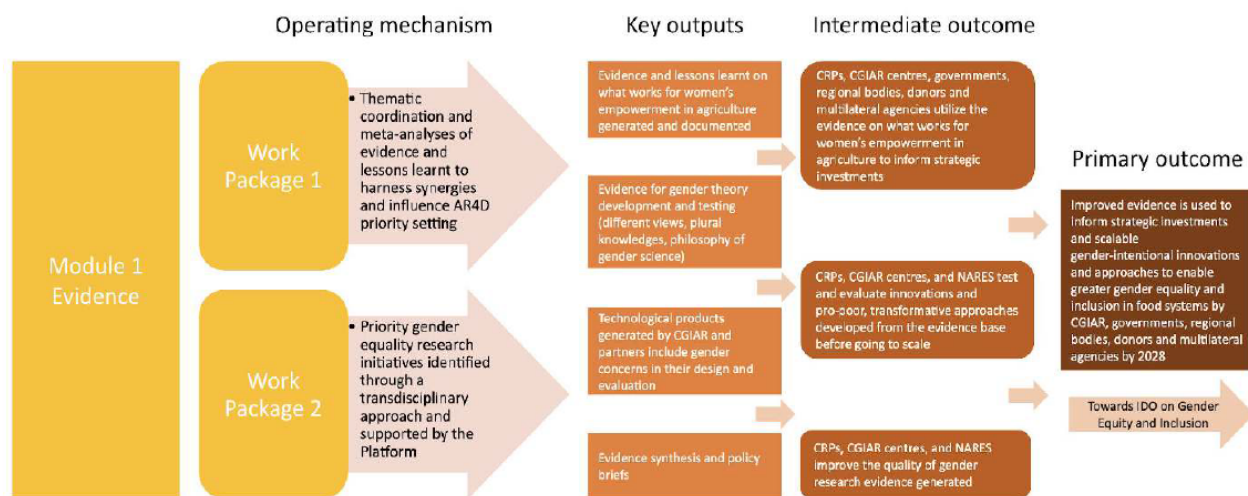 Operating mechanism
Key outputs
Intermediate outcome
Primary outcome
Module 1
Evidence
Work
Package 1
• Thematic
coordination and
meta-analyses of
evidence and
lessons learnt to
harness synergies
and influence AR4D
priority setting
Work
Package 2
• Priority gender
equality research
initiatives identified
through a
transdisciplinary
approach and
supported by the
Platform
Evidence and lessons learnt on
what works for women's
empowerment in agriculture
generated and documented
Evidence for gender theory
development and testing
(different views, plural
knowledges, philosophy of
gender science)
Technological products
generated by CGIAR and
partners include gender
concerns in their design and
evaluation
Evidence synthesis and policy
briefs
CRPs, CGIAR centres, governments,
regional bodies, donors and
multilateral agencies utilize the
evidence on what works for
women's empowerment in
agriculture to inform strategic
investments
CRPs, CGIAR centres, and NARES test
and evaluate innovations and
pro-poor, transformative approaches
developed from the evidence base
before going to scale
CRPs, CGIAR centres, and NARES
improve the quality of gender
research evidence generated
Improved evidence is used to
inform strategic investments
and scalable
gender-intentional innovations
and approaches to enable
greater gender equality and
inclusion in food systems by
CGIAR, governments, regional
bodies, donors and multilateral
agencies by 2028
Towards IDO on Gender
Equity and Inclusion